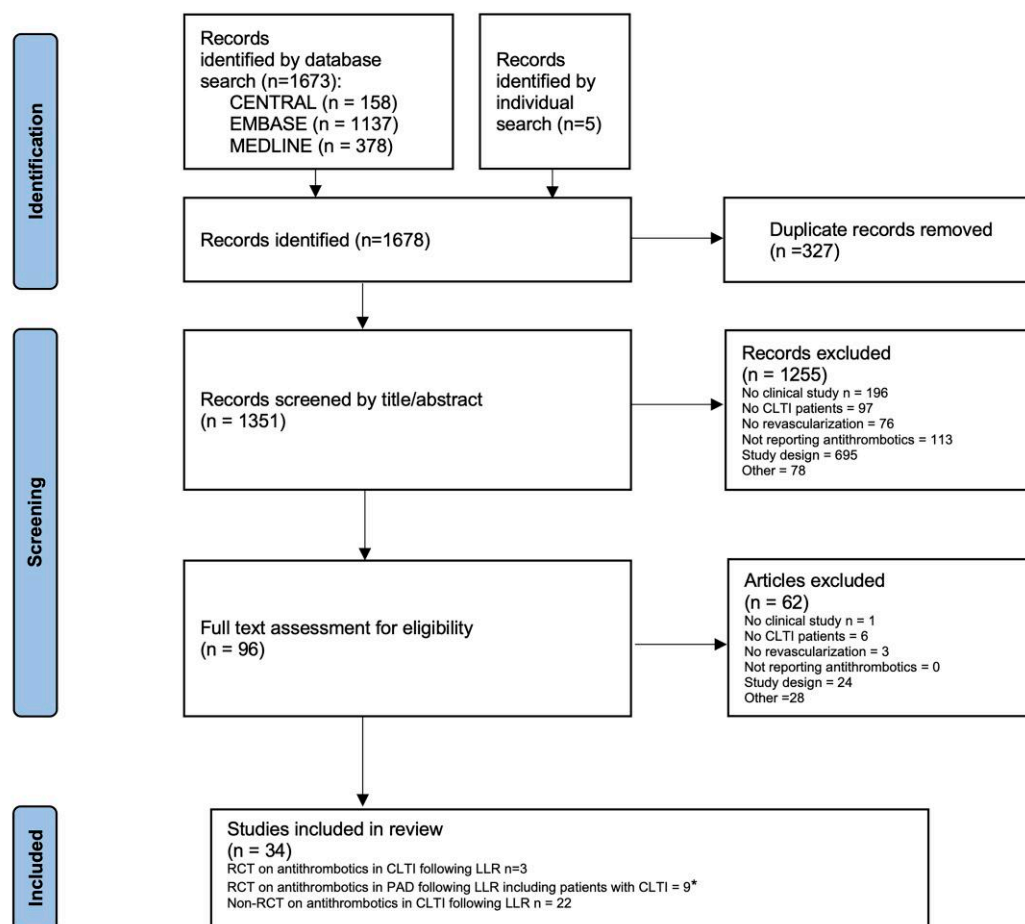 Identification
Records
identified by database
search (n=1673):
CENTRAL (n = 158)
EMBASE (n = 1137)
MEDLINE (n = 378)
Records
identified by
individual
search (n=5)
Records identified (n=1678)
Duplicate records removed
(n =327)
Screening
Records screened by title/abstract
(n = 1351)
Records excluded
(n = 1255)
No clinical study n = 196
No CLTI patients = 97
No revascularization = 76
Not reporting antithrombotics = 113
Study design = 695
Other = 78
Full text assessment for eligibility
(n = 96)
Articles excluded
(n = 62)
No clinical study n = 1
No CLTI patients = 6
No revascularization = 3
Not reporting antithrombotics = 0
Study design = 24
Other =28
Included
Studies included in review
(n = 34)
RCT on antithrombotics in CLTI following LLR n=3
RCT on antithrombotics in PAD following LLR including patients with CLTI = 9*
Non-RCT on antithrombotics in CLTI following LLR n = 22